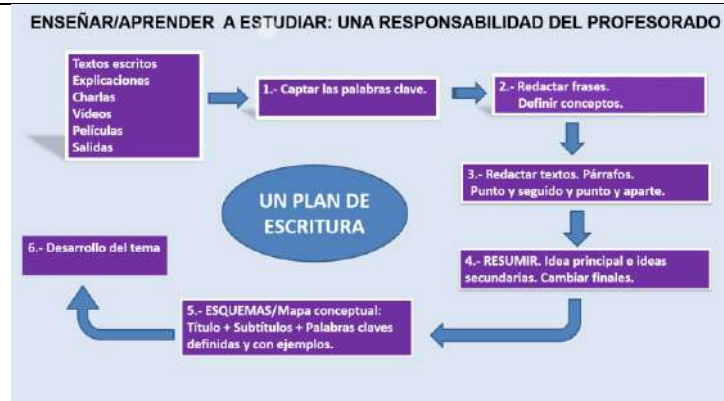 ENSEÑAR/APRENDER A ESTUDIAR: UNA RESPONSABILIDAD DEL PROFESORADO
Textos escritos
Explicaciones
Charlas
Vídeos
Películas
Salidas
1.- Captar las palabras clave.
2.- Redactar frases.
Definir conceptos.
3.- Redactar textos. Párrafos.
Punto y seguido y punto y aparte.
UN PLAN DE
ESCRITURA
4.- RESUMIR. Idea principal e ideas
secundarias. Cambiar finales.
5.- ESQUEMAS/Mapa conceptual:
Título + Subtítulos + Palabras claves
definidas y con ejemplos.
6.- Desarrollo del tema